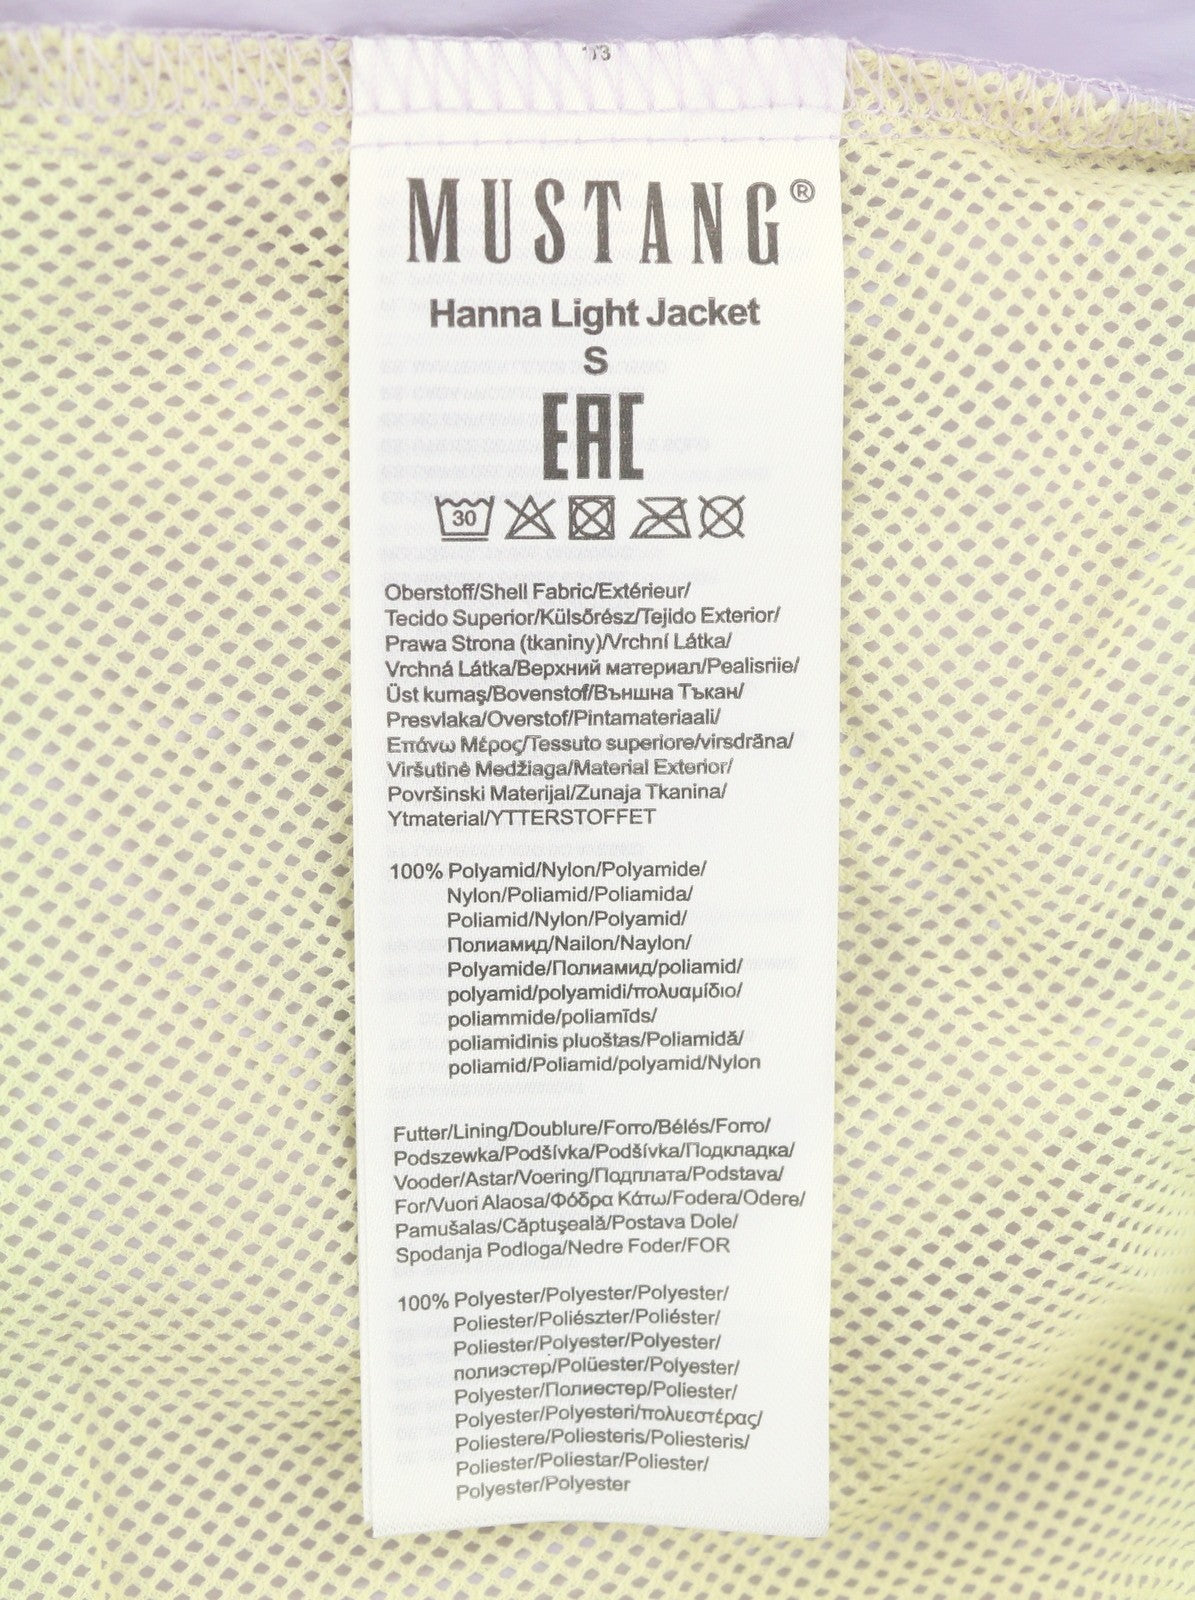 MUSTANG®
Hanna Light Jacket
S
EAC
30
Oberstoff/Shell Fabric/Extérieur/
Tecido Superior/Külsőrész/Tejido Exterior/
Prawa Strona (tkaniny)/Vrchní Látka/
Vrchná Látka/Верхний материал/Pealisriie/
Üst kumaş/Bovenstof/Външна Тъкан/
Presvlaka/Overstof/Pintamateriaali/
Επάνω Μέρος/Tessuto superiore/virsdrāna/
Viršutinė Medžiaga/Material Exterior/
Površinski Materijal/Zunaja Tkanina/
Ytmaterial/YTTERSTOFFET
100% Polyamid/Nylon/Polyamide/
Nylon/Poliamid/Poliamida/
Poliamid/Nylon/Polyamid/
Полиамид/Nailon/Naylon/
Polyamide/Полиамид/poliamid/
polyamid/polyamidi/πολυαμίδιο/
poliammide/poliamīds/
poliamidinis pluoštas/Poliamidă/
poliamid/Poliamid/polyamid/Nylon
Futter/Lining/Doublure/Forro/Bélés/Forro/
Podszewka/Podšívka/Podšívka/Подкладка/
Vooder/Astar/Voering/Подплата/Podstava/
For/Vuori Alaosa/Φόδρα Κάτω/Fodera/Odere/
Pamušalas/Căptuşeală/Postava Dole/
Spodanja Podloga/Nedre Foder/FOR
100% Polyester/Polyester/Polyester/
Poliester/Poliészter/Poliéster/
Poliester/Polyester/Polyester/
полиэстер/Polüester/Polyester/
Polyester/Полиестер/Poliester/
Polyester/Polyesteri/πολυεστέρας/
Poliestere/Poliesteris/Poliesteris/
Poliester/Poliestar/Poliester/
Polyester/Polyester